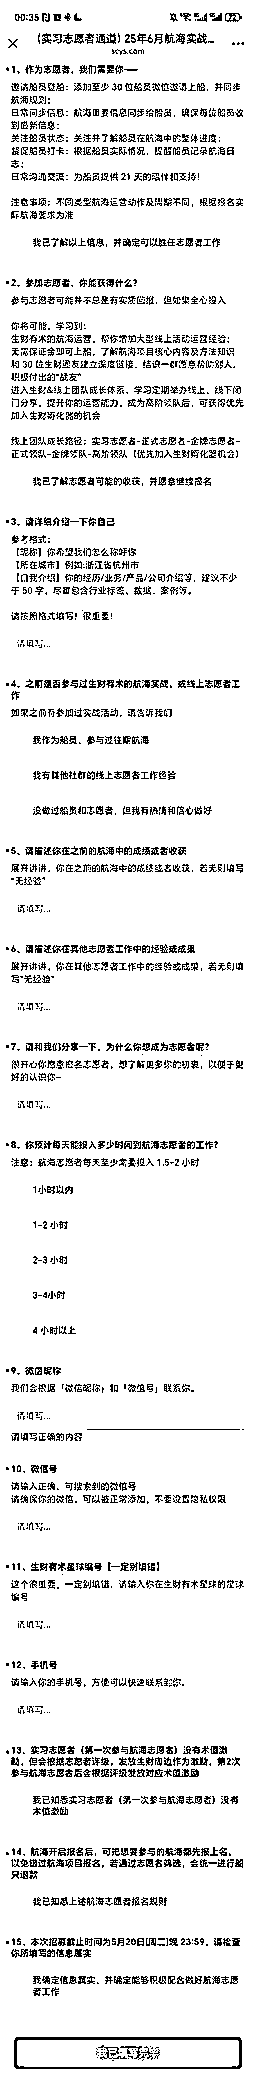 00:35
(实习志愿者通道) 25年6月航海实战...
scys.com
*1、作为志愿者，我们需要你——
邀请船员登船：添加至少 30 位船员微信邀请上船，并同步
航海规则；
日常同步信息：航海重要信息同步给船员，确保每位船员收
到最新信息；
关注船员状态：关注并了解船员在航海中的整体进度；
督促船员打卡：根据船员实际情况，提醒船员记录航海日
志；
日常沟通交流：为船员提供 21 天的陪伴和支持！
注意事项：不同类型航海运营动作及周期不同，根据报名实
际航海要求为准
我已了解以上信息，并确定可以胜任志愿者工作
*2、参加志愿者，你能获得什么？
参与志愿者可能并不总是有实质回报，但如果全心投入
你将可能，学习到：
生财有术的航海运营，帮你增加大型线上活动运营经验；
无需保证金即可上船，了解航海项目核心内容及方法知识
和 30 位生财圈友建立深度链接，结识一群愿意帮助别人、
积极付出的"战友"
进入生财&线上团队成长体系，学习定期举办线上、线下闭
门分享，提升你的运营能力，成为高阶领队后，可获得优先
加入生财孵化器的机会
线上团队成长路径：实习志愿者-正式志愿者-金牌志愿者-
正式领队-金牌领队-高阶领队（优先加入生财孵化器机会）
我已了解志愿者可能的收获，并愿意继续报名
*3、请详细介绍一下你自己
参考格式：
【昵称】你希望我们怎么称呼你
【所在城市】例如:浙江省杭州市
【自我介绍】你的经历/业务/产品/公司介绍等，建议不少
于 50 字，尽量包含行业标签、数据、案例等。
请按照格式填写！很重要！
请填写...
*4、之前是否参与过生财有术的航海实战、或线上志愿者工
作
如果之前有参加过实战活动，请告诉我们
我作为船员、参与过往期航海
我有其他社群的线上志愿者工作经验
没做过船员和志愿者，但我有热情和信心做好
*5、请描述你在之前的航海中的成绩或者收获
展开讲讲，你在之前的航海中的成绩或者收获，若无则填写
"无经验"
请填写...
*6、请描述你在其他志愿者工作中的经验或成果
展开讲讲，你在其他志愿者工作中的经验或成果，若无则填
写"无经验"
请填写...
*7、请和我们分享一下，为什么你想成为志愿者呢？
很开心你愿意报名志愿者，想了解更多你的初衷，以便于更
好的认识你~
请填写...
*8、你预计每天能投入多少时间到航海志愿者的工作？
注意：航海志愿者每天至少需要投入 1.5-2 小时
1小时以内
1-2 小时
2-3 小时
3-4小时
4 小时以上
*9、微信昵称
我们会根据「微信昵称」和「微信号」联系你。
请填写...
请填写正确的内容
*10、微信号
请输入正确、可搜索到的微信号
请确保你的微信，可以被正常添加，不要设置隐私权限
请填写...
*11、生财有术星球编号【一定别填错】
这个很重要，一定别填错，请输入你在生财有术星球的星球
编号
请填写...
*12、手机号
请输入你的手机号，方便可以快速联系到你。
请填写...
*13、实习志愿者（第一次参与航海志愿者）没有术值激
励，但会根据志愿者评级，发放生财周边作为激励，第2次
参与航海志愿者后会根据评级发放对应术值激励
我已知悉实习志愿者（第一次参与航海志愿者）没有
术值激励
*14、航海开启报名后，可把想要参与的航海都先报上名，
以免错过航海项目报名，若通过志愿者筛选，会统一进行船
只退款
我已知悉上述航海志愿者报名规则
*15、本次招募截止时间为5月20日(周二)晚 23:59，请检查
你所填写的信息属实
我确定信息真实、并确定能够积极配合做好航海志愿
者工作
我已填写完毕